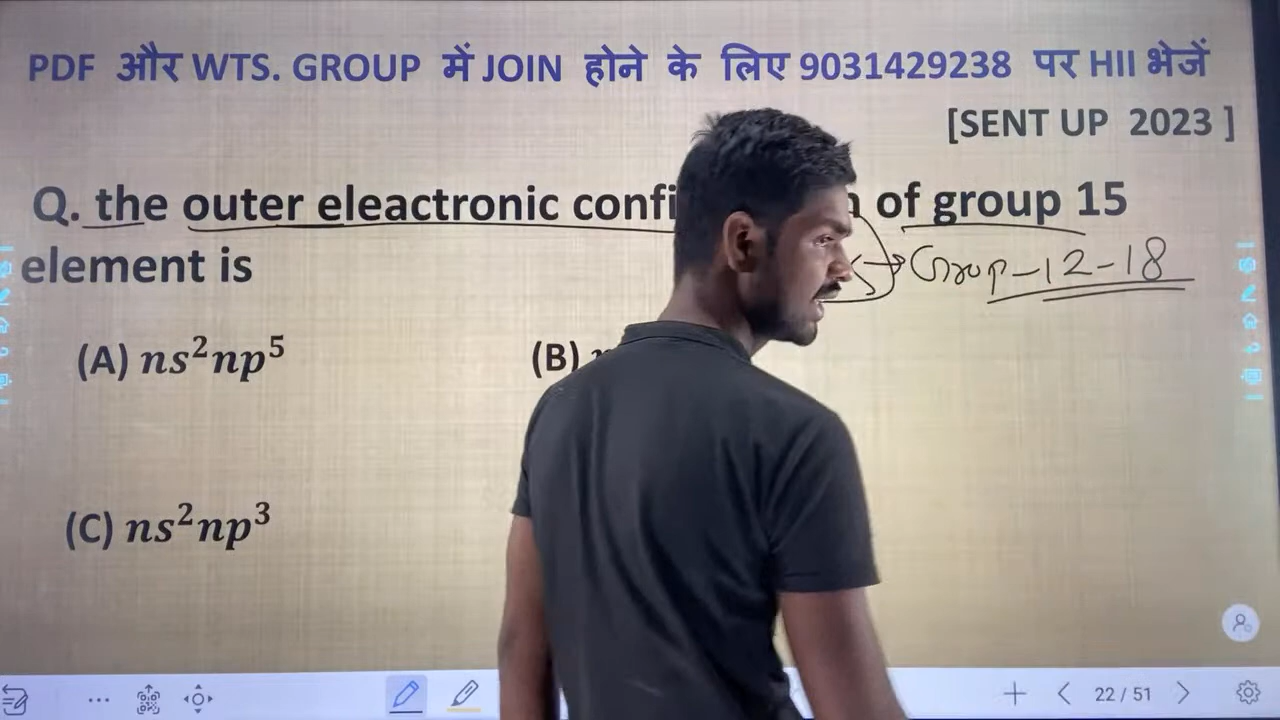 PDF और WTS. GROUP में JOIN होने के लिए 9031429238 पर HII भेजें
[SENT UP 2023 ]
Q. the outer eleactronic of group 15
element is
Group-12-18
(A) ns²np⁵
(B)
(C) ns²np³
22 / 51